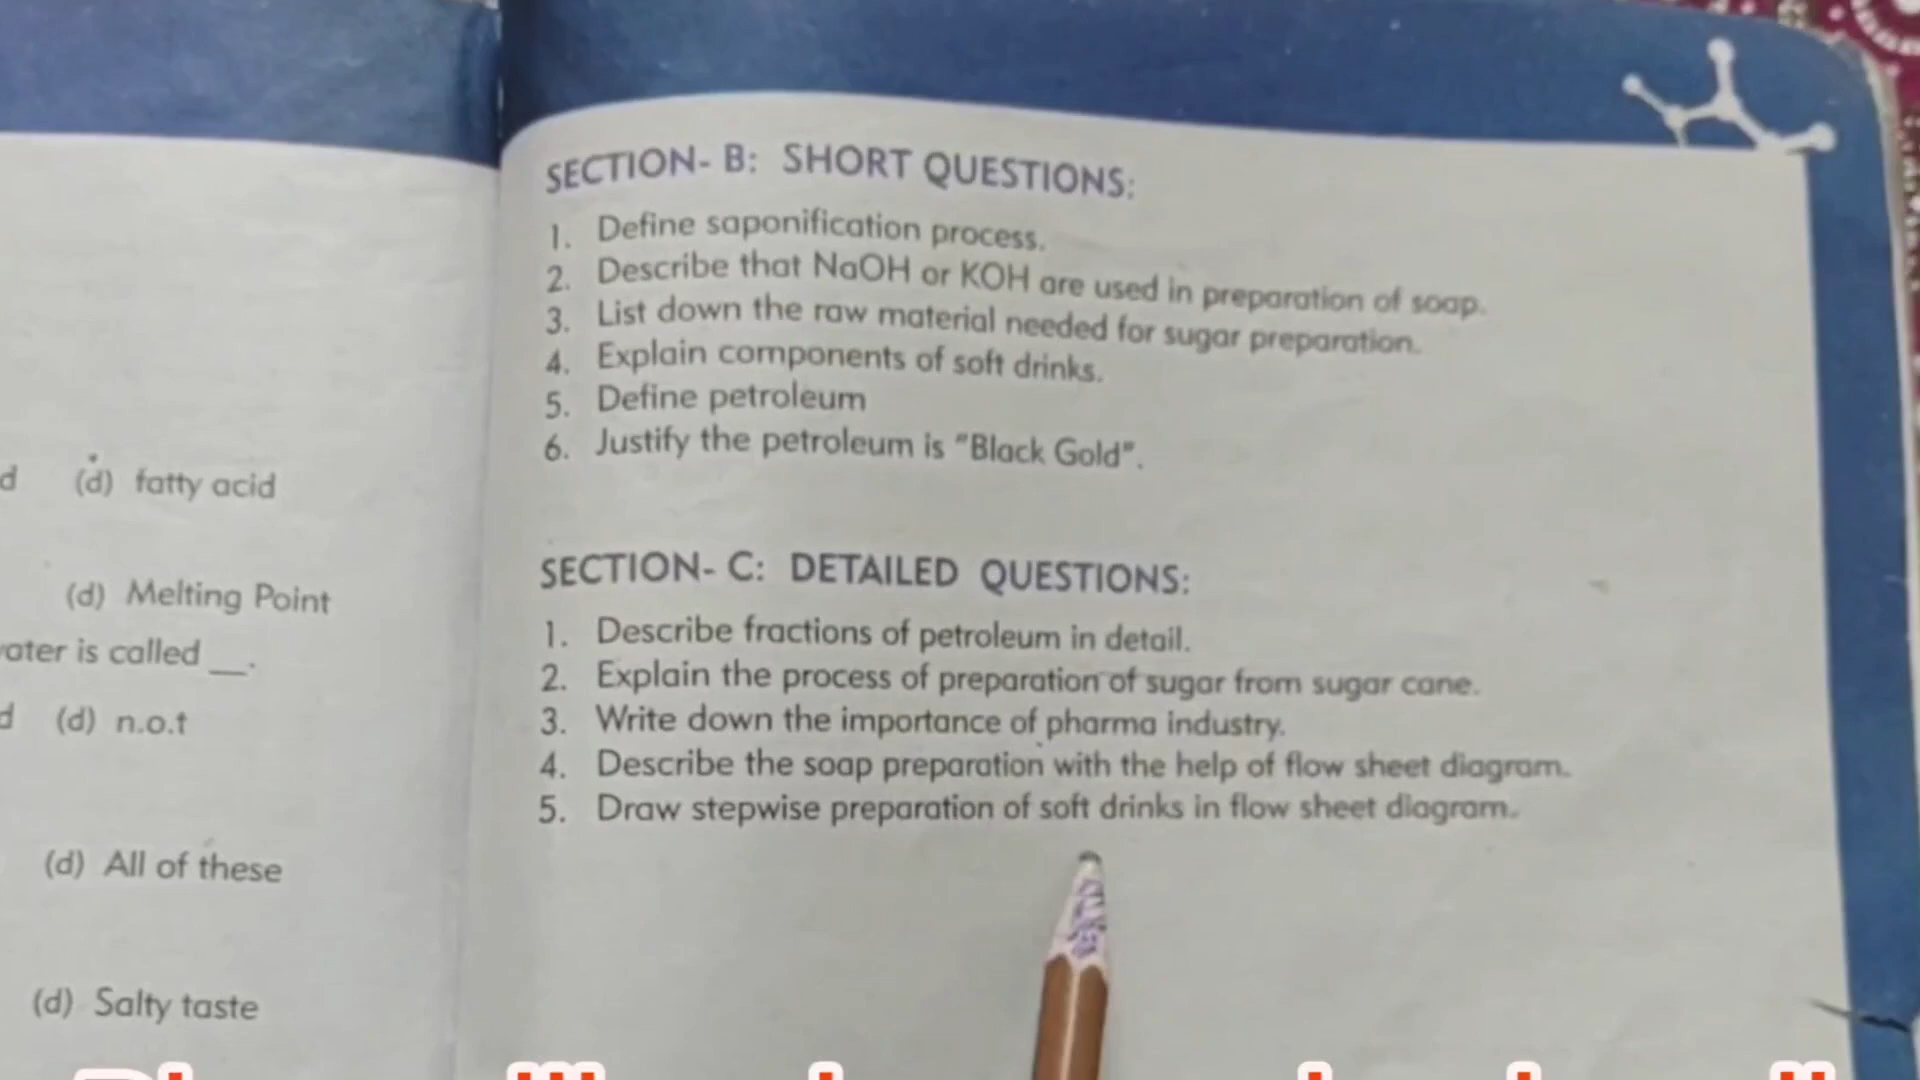 d (d) fatty acid
(d) Melting Point
ater is called __.
d (d) n.o.t
(d) All of these
(d) Salty taste
SECTION- B: SHORT QUESTIONS:
1. Define saponification process.
2. Describe that NaOH or KOH are used in preparation of soap.
3. List down the raw material needed for sugar preparation.
4. Explain components of soft drinks.
5. Define petroleum
6. Justify the petroleum is "Black Gold".
SECTION- C: DETAILED QUESTIONS:
1. Describe fractions of petroleum in detail.
2. Explain the process of preparation of sugar from sugar cane.
3. Write down the importance of pharma industry.
4. Describe the soap preparation with the help of flow sheet diagram.
5. Draw stepwise preparation of soft drinks in flow sheet diagram.